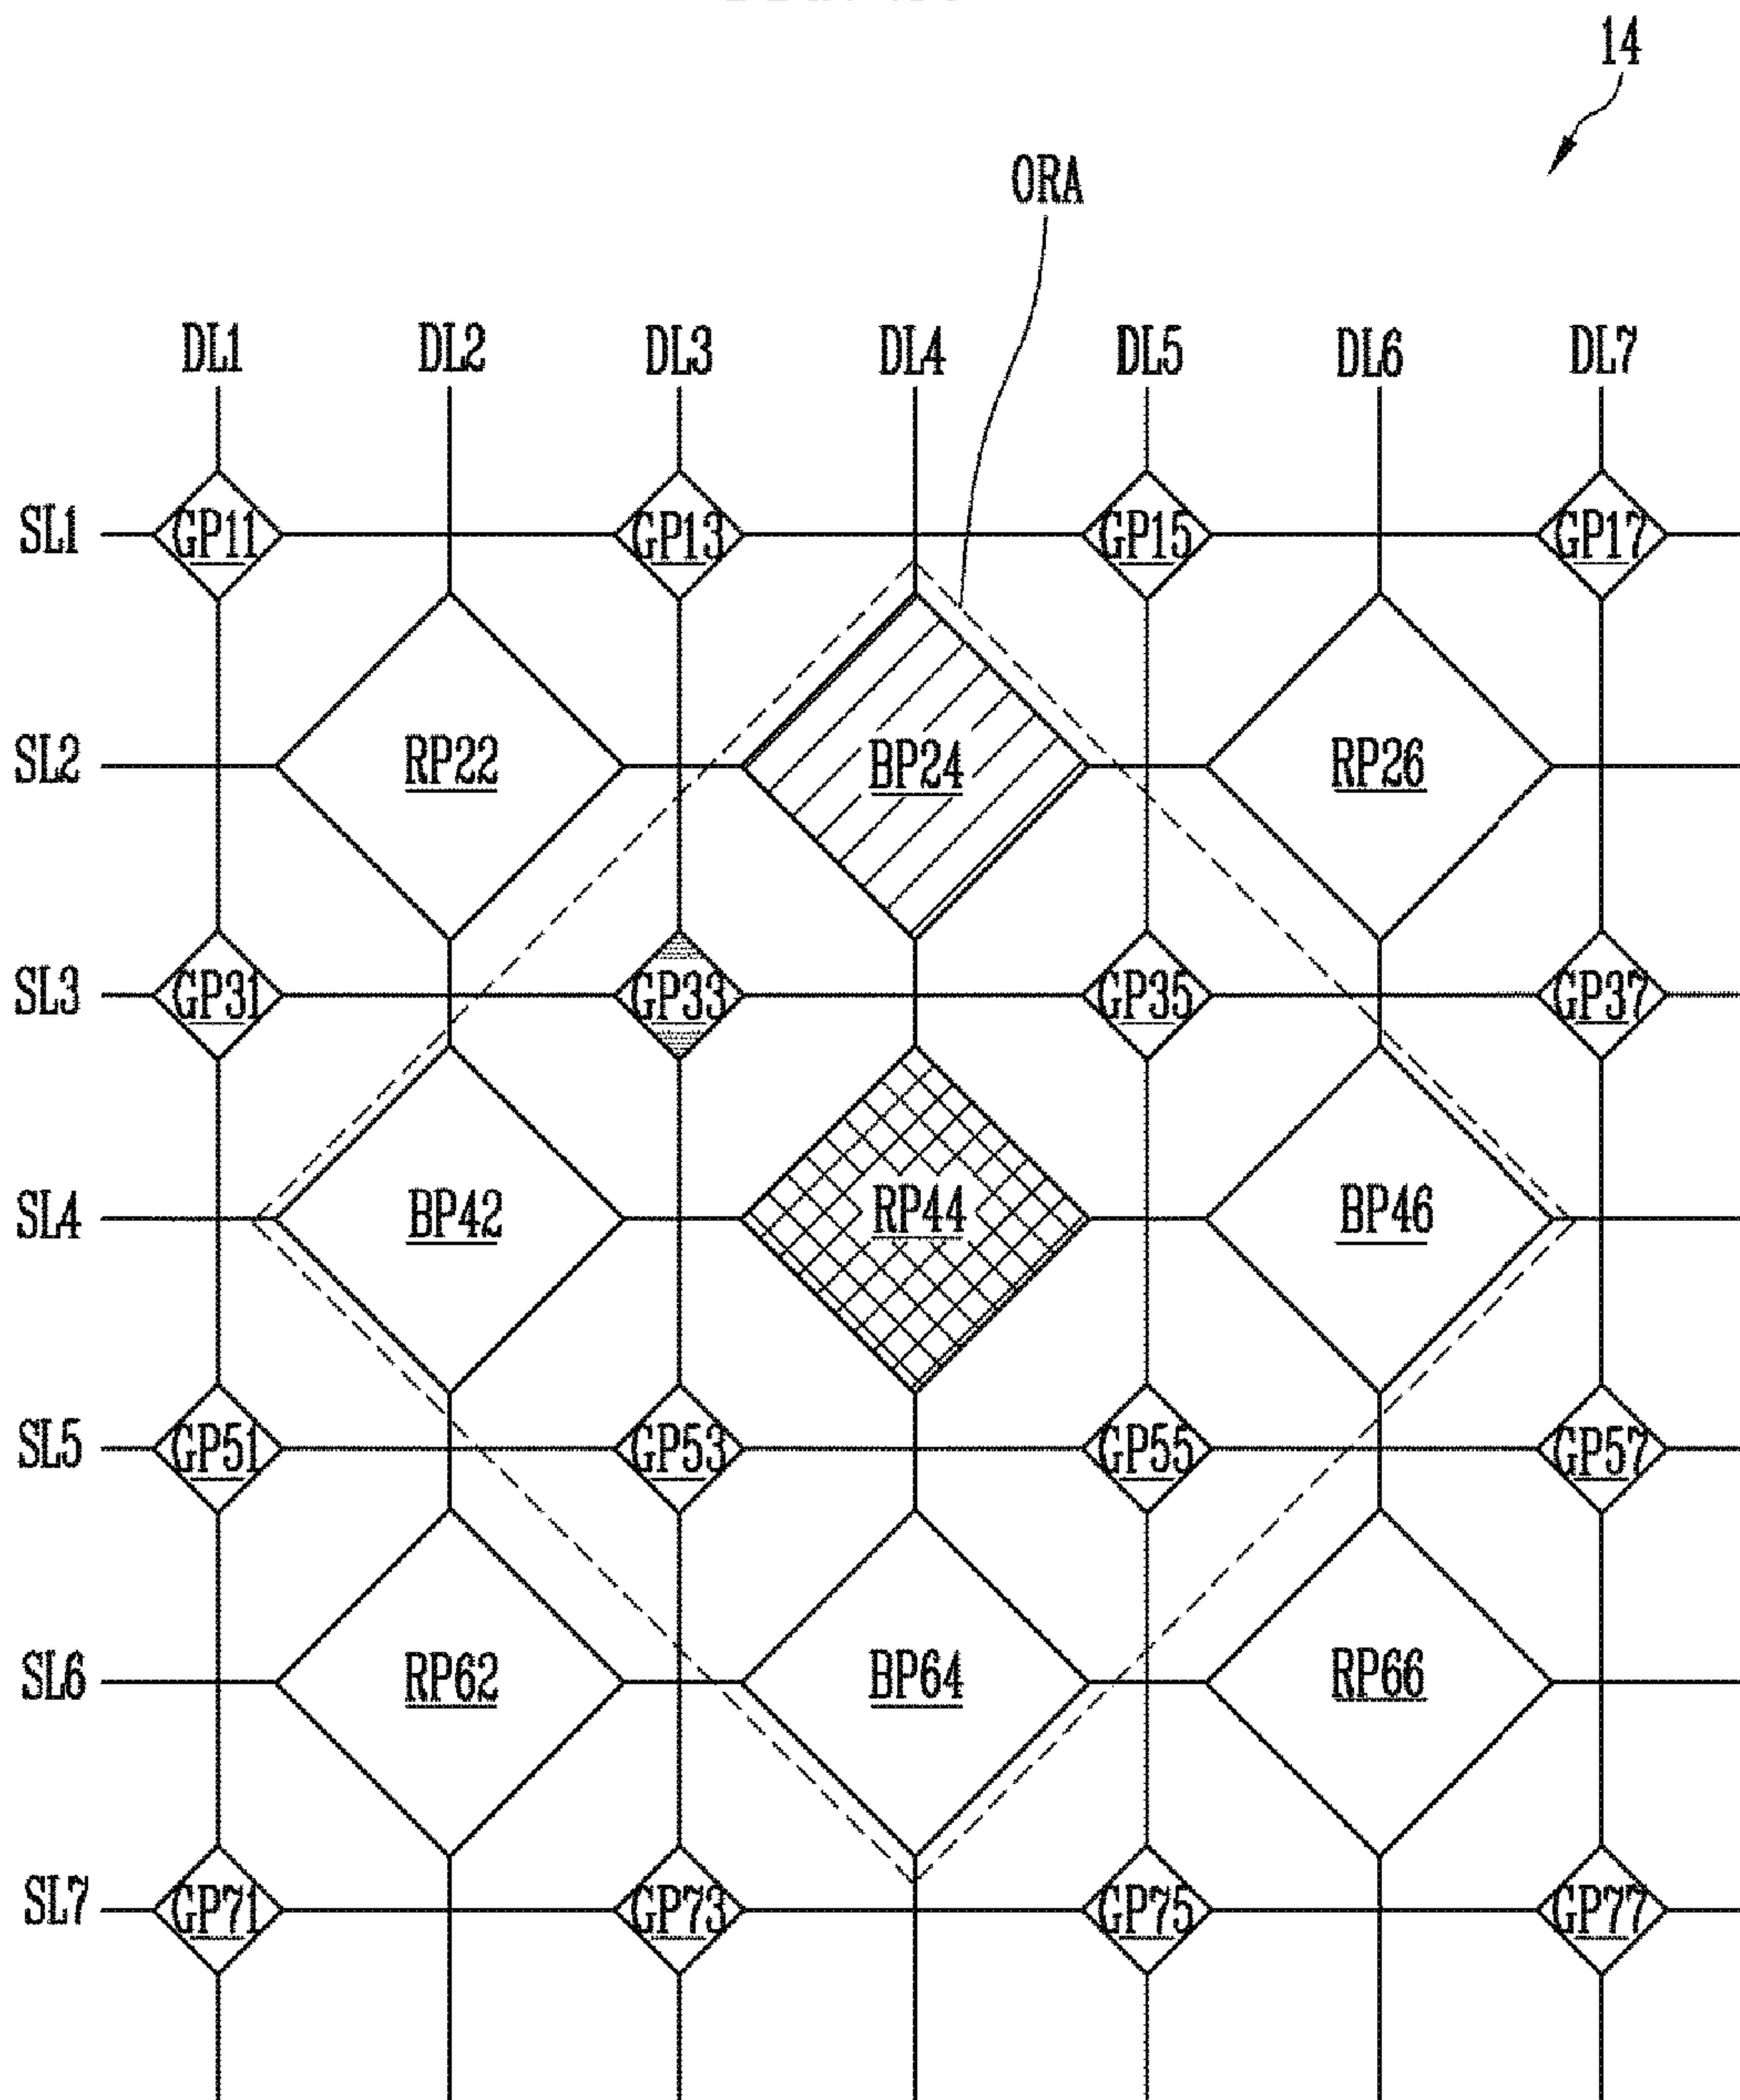 14
ORA
DL1 DL2 DL3 DL4 DL5 DL6 DL7
SL1 GP11 GP13 GP15 GP17
SL2 RP22 BP24 RP26
SL3 GP31 GP33 GP35 GP37
SL4 BP42 RP44 BP46
SL5 GP51 GP53 GP55 GP57
SL6 RP62 BP64 RP66
SL7 GP71 GP73 GP75 GP77